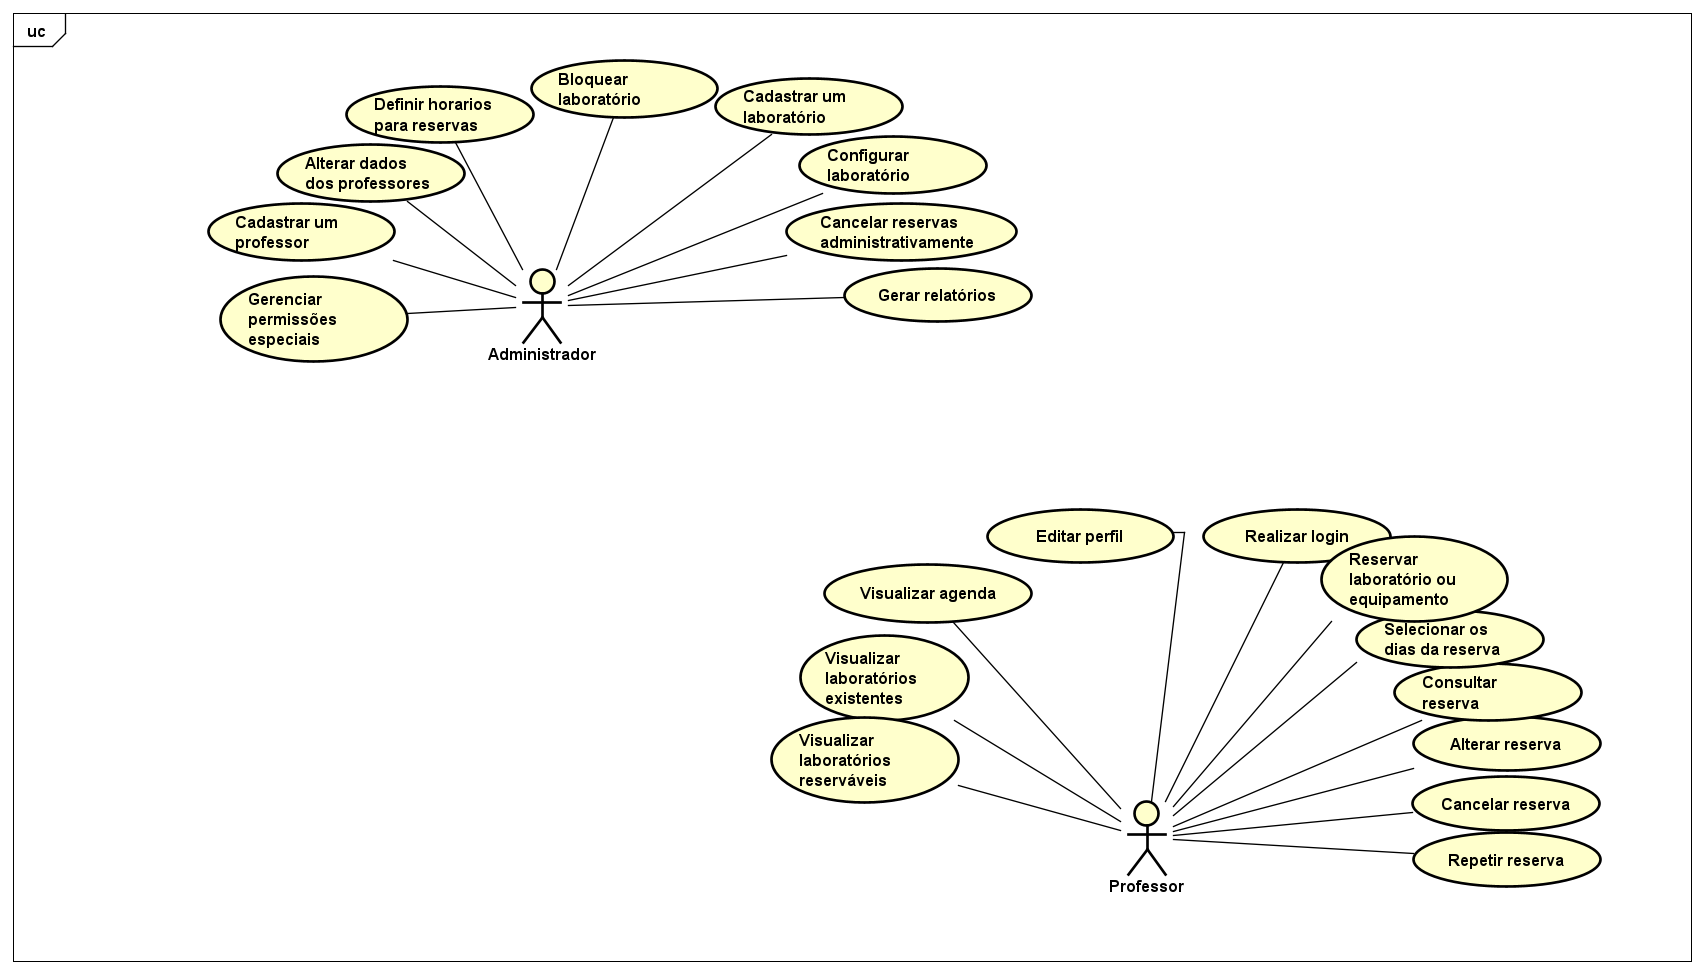 uc
Bloquear
laboratório
Definir horarios
para reservas
Cadastrar um
laboratório
Alterar dados
dos professores
Configurar
laboratório
Cadastrar um
professor
Cancelar reservas
administrativamente
Gerenciar
permissões
especiais
Gerar relatórios
Administrador
Editar perfil
Realizar login
Reservar
laboratório ou
equipamento
Visualizar agenda
Selecionar os
dias da reserva
Visualizar
laboratórios
existentes
Consultar
reserva
Visualizar
laboratórios
reserváveis
Alterar reserva
Cancelar reserva
Repetir reserva
Professor